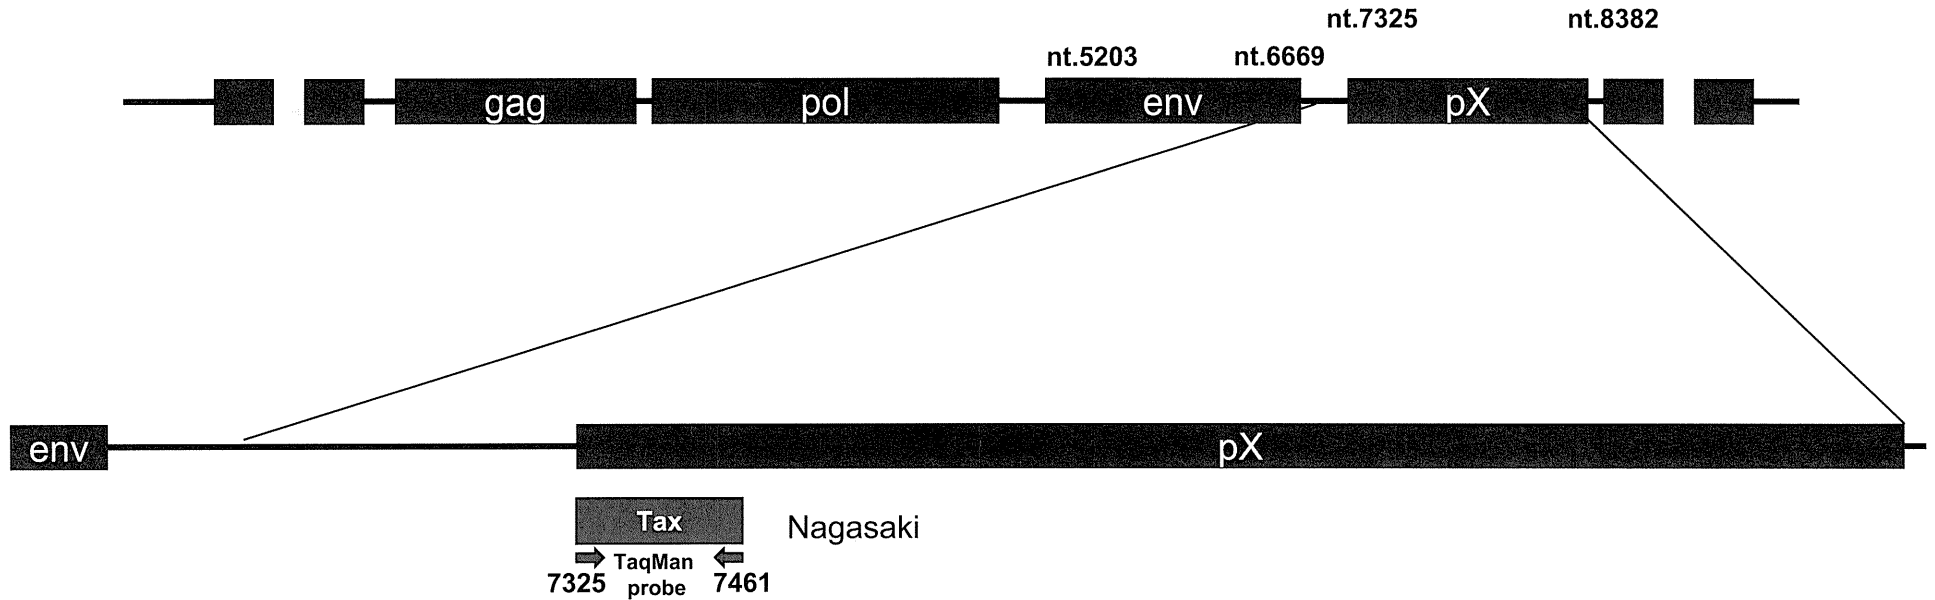 nt.7325 nt.8382
nt.5203 nt.6669
gag pol env pX
env pX
Tax Nagasaki
TaqMan
probe
7325 7461